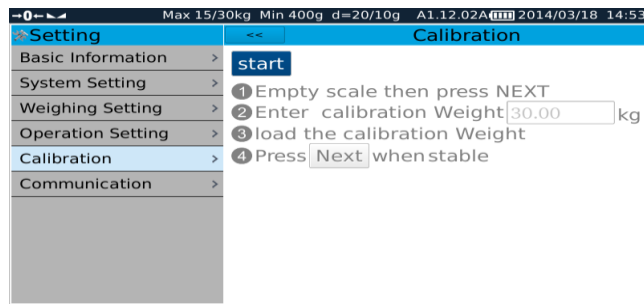 →0← Max 15/30kg Min 400g d=20/10g A1.12.02A 2014/03/18 14:53
Setting
<< Calibration
Basic Information >
System Setting >
Weighing Setting >
Operation Setting >
Calibration >
Communication >
start
1 Empty scale then press NEXT
2 Enter calibration Weight 30.00 kg
3 load the calibration Weight
4 Press Next when stable